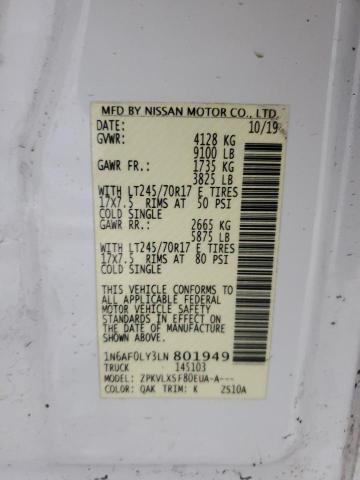 MFD BY NISSAN MOTOR CO., LTD.
DATE: 10/19
GVWR: 4128 KG
9100 LB
GAWR FR.: 1735 KG
3825 LB
WITH LT245/70R17 E TIRES
17X7.5 RIMS AT 50 PSI
COLD SINGLE
GAWR RR.: 2665 KG
5875 LB
WITH LT245/70R17 E TIRES
17X7.5 RIMS AT 80 PSI
COLD SINGLE
THIS VEHICLE CONFORMS TO
ALL APPLICABLE FEDERAL
MOTOR VEHICLE SAFETY
STANDARDS IN EFFECT ON
THE DATE OF MANUFACTURE
SHOWN ABOVE.
1N6AF0LY3LN 801949
TRUCK 145103
MODEL: ZPKVLXSF80EUA-A---
COLOR: QAK TRIM: K ZS10A